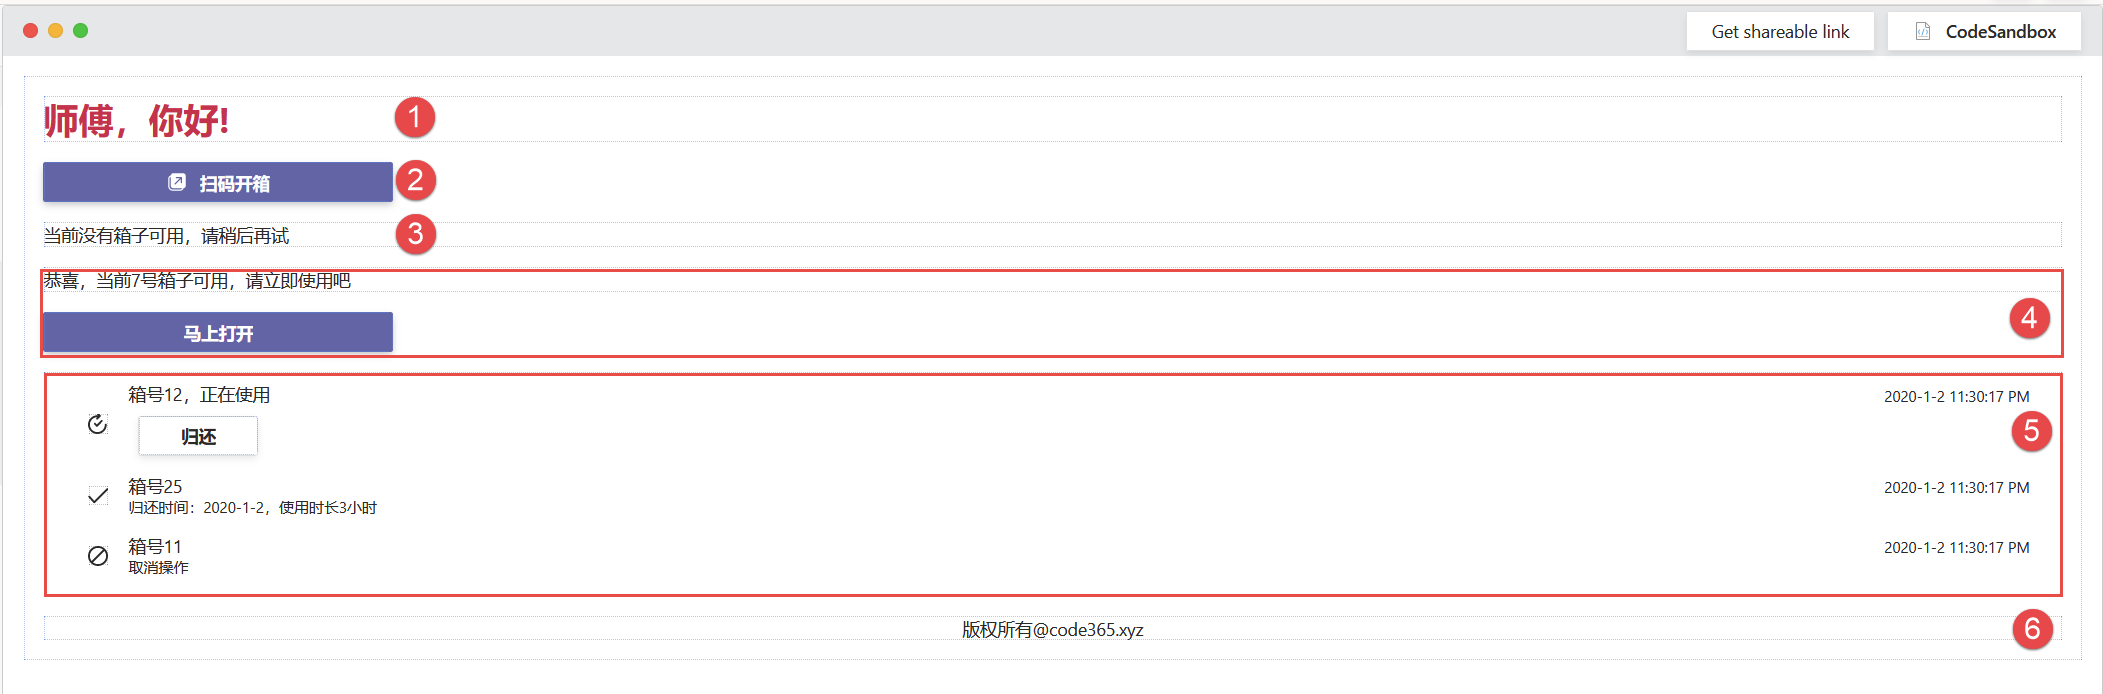 Get shareable link
CodeSandbox
师傅，你好!
1
扫码开箱
2
当前没有箱子可用，请稍后再试
3
恭喜，当前7号箱子可用，请立即使用吧
马上打开
4
箱号12，正在使用
2020-1-2 11:30:17 PM
归还
5
箱号25
2020-1-2 11:30:17 PM
归还时间：2020-1-2，使用时长3小时
箱号11
2020-1-2 11:30:17 PM
取消操作
版权所有@code365.xyz
6